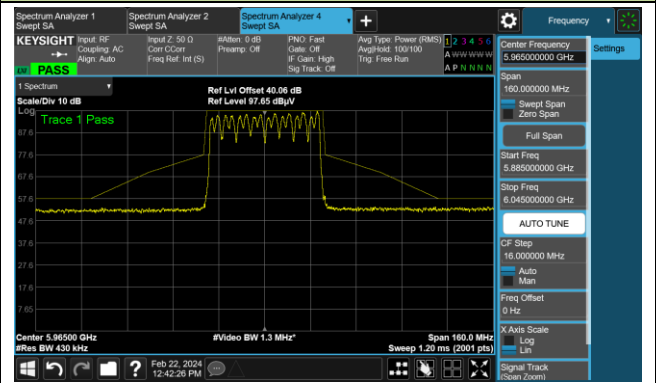 Spectrum Analyzer 1
Swept SA
Spectrum Analyzer 2
Swept SA
Spectrum Analyzer 4
Swept SA
Frequency
KEYSIGHT
Input: RF
Coupling: AC
Align: Auto
Input Z: 50 Ω
Corr CCorr
Freq Ref: Int (S)
#Atten: 0 dB
Preamp: Off
PNO: Fast
Gate: Off
IF Gain: High
Sig Track: Off
Avg Type: Power (RMS)
Avg|Hold: 100/100
Trig: Free Run
1 2 3 4 5 6
A W W W W W
A P N N N N
LXI
PASS
1 Spectrum
Scale/Div 10 dB
Ref Lvl Offset 40.06 dB
Ref Level 97.65 dBµV
Log
Trace 1 Pass
87.6
77.6
67.6
57.6
47.6
37.6
27.6
17.6
7.65
Center 5.96500 GHz
#Res BW 430 kHz
#Video BW 1.3 MHz*
Span 160.0 MHz
Sweep 1.20 ms (2001 pts)
Center Frequency
5.965000000 GHz
Settings
Span
160.000000 MHz
Swept Span
Zero Span
Full Span
Start Freq
5.885000000 GHz
Stop Freq
6.045000000 GHz
AUTO TUNE
CF Step
16.000000 MHz
Auto
Man
Freq Offset
0 Hz
X Axis Scale
Log
Lin
Signal Track
(Span Zoom)
Feb 22, 2024
12:42:26 PM